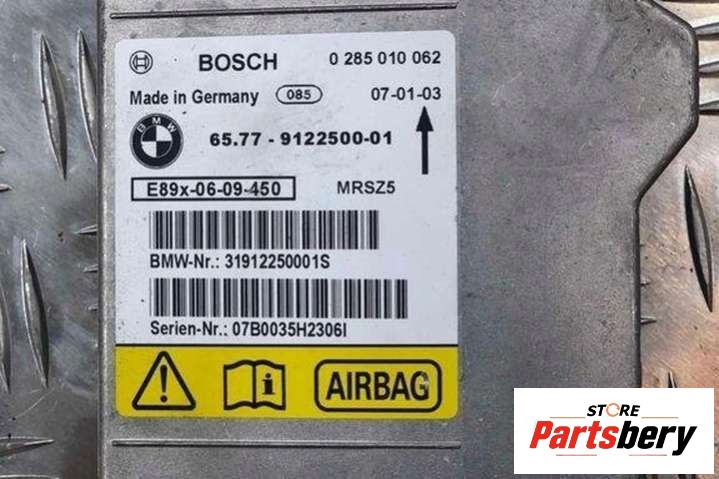 BOSCH 0 285 010 062
Made in Germany 085 07-01-03
BMW 65.77 - 9122500-01
E89x-06-09-450 MRSZ5
BMW-Nr.: 31912250001S
Serien-Nr.: 07B0035H2306I
AIRBAG
STORE
Partsbery